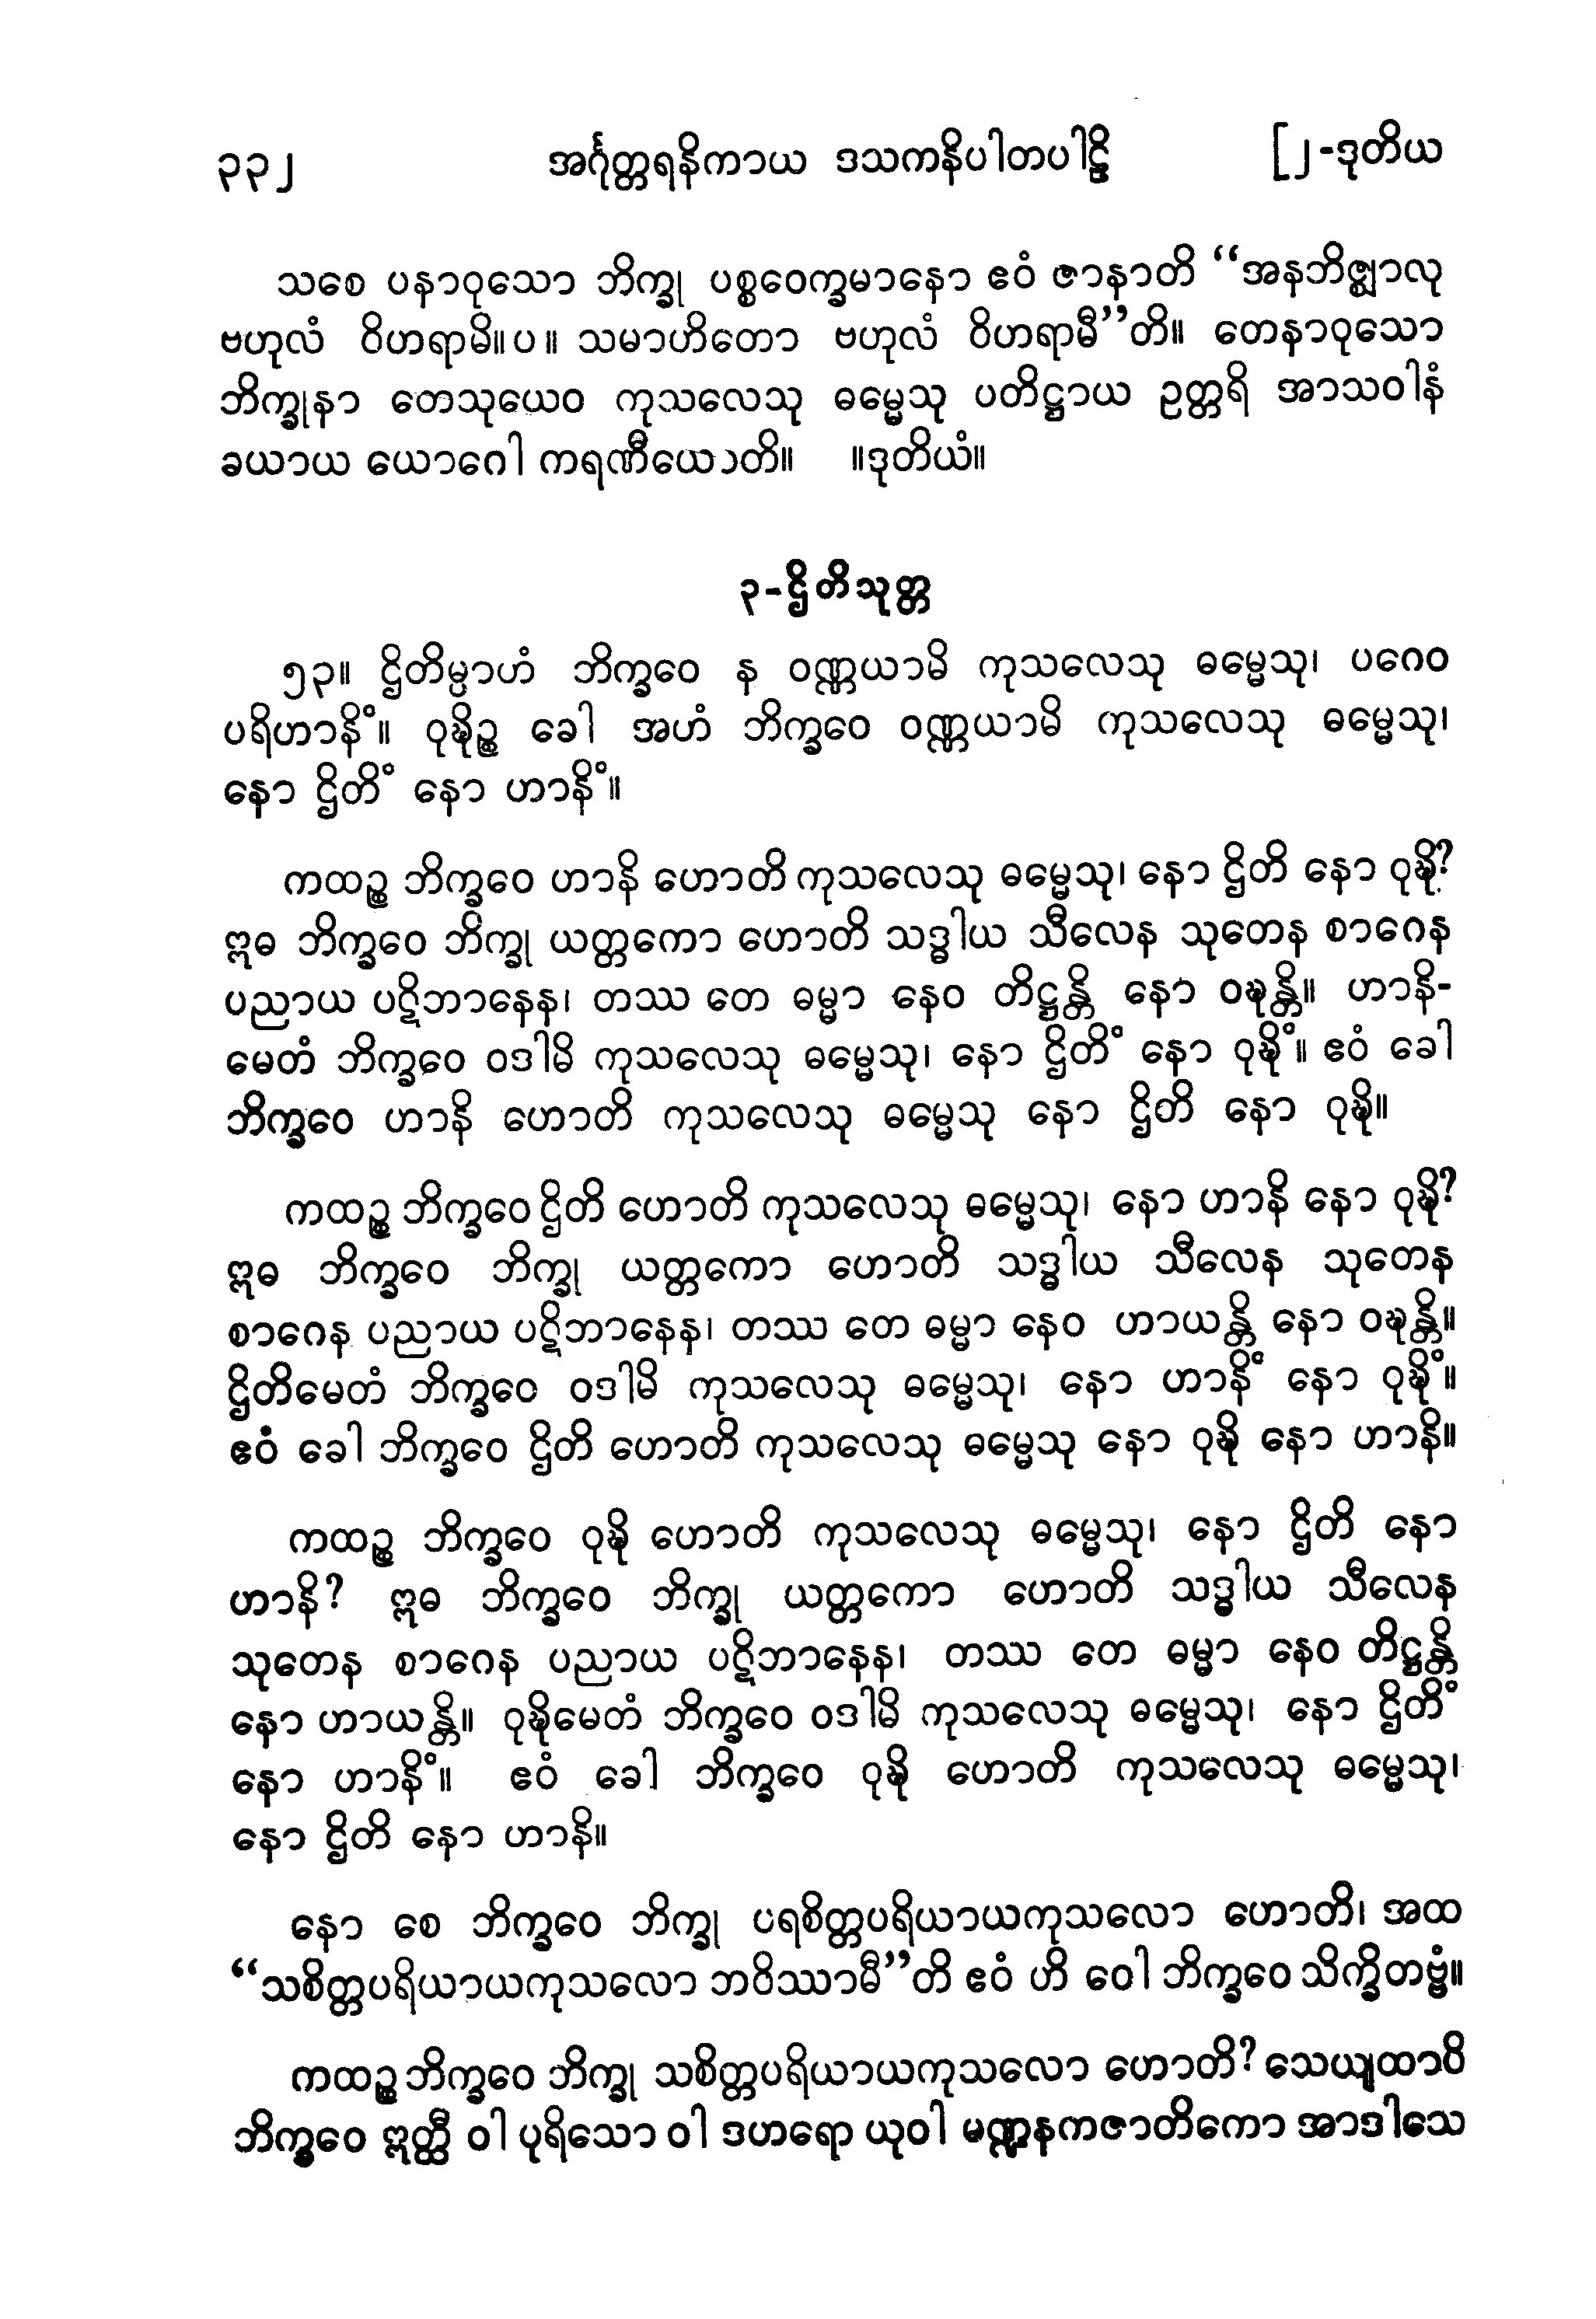 ၃၃၂ အင်္ဂုတ္တရနိကာယ ဒသကနိပါတပါဠိ [၂-ဒုတိယ
သစေ ပနာဝုသော ဘိက္ခု ပစ္စဝေက္ခမာနော ဧဝံ ဇာနာတိ “အနဘိဇ္ဈာလု
ဗဟုလံ ဝိဟရာမိ။ပ။ သမာဟိတော ဗဟုလံ ဝိဟရာမီ”တိ။ တေနာဝုသော
ဘိက္ခုနာ တေသုယေဝ ကုသလေသု ဓမ္မေသု ပတိဋ္ဌာယ ဥတ္တရိ အာသဝါနံ
ခယာယ ယောဂေါ ကရဏီယောတိ။ ။ဒုတိယံ။
၃-ဌိတိသုတ္တ
၅၃။ ဌိတိမ္ပာဟံ ဘိက္ခဝေ န ဝဏ္ဏယာမိ ကုသလေသု ဓမ္မေသု၊ ပဂေဝ
ပရိဟာနိံ။ ဝုဍ္ဎိဉ္စ ခေါ အဟံ ဘိက္ခဝေ ဝဏ္ဏယာမိ ကုသလေသု ဓမ္မေသု၊
နော ဌိတိံ နော ဟာနိံ။
ကထဉ္စ ဘိက္ခဝေ ဟာနိ ဟောတိ ကုသလေသု ဓမ္မေသု၊ နော ဌိတိ နော ဝုဍ္ဎိ?
ဣဓ ဘိက္ခဝေ ဘိက္ခု ယတ္တကော ဟောတိ သဒ္ဓါယ သီလေန သုတေန စာဂေန
ပညာယ ပဋိဘာနေန၊ တဿ တေ ဓမ္မာ နေဝ တိဋ္ဌန္တိ နော ဝဍ္ဎန္တိ။ ဟာနိ-
မေတံ ဘိက္ခဝေ ဝဒါမိ ကုသလေသု ဓမ္မေသု၊ နော ဌိတိံ နော ဝုဍ္ဎိံ။ ဧဝံ ခေါ
ဘိက္ခဝေ ဟာနိ ဟောတိ ကုသလေသု ဓမ္မေသု နော ဌိတိ နော ဝုဍ္ဎိ။
ကထဉ္စ ဘိက္ခဝေ ဌိတိ ဟောတိ ကုသလေသု ဓမ္မေသု၊ နော ဟာနိ နော ဝုဍ္ဎိ?
ဣဓ ဘိက္ခဝေ ဘိက္ခု ယတ္တကော ဟောတိ သဒ္ဓါယ သီလေန သုတေန
စာဂေန ပညာယ ပဋိဘာနေန၊ တဿ တေ ဓမ္မာ နေဝ ဟာယန္တိ နော ဝဍ္ဎန္တိ။
ဌိတိမေတံ ဘိက္ခဝေ ဝဒါမိ ကုသလေသု ဓမ္မေသု၊ နော ဟာနိံ နော ဝုဍ္ဎိံ။
ဧဝံ ခေါ ဘိက္ခဝေ ဌိတိ ဟောတိ ကုသလေသု ဓမ္မေသု နော ဝုဍ္ဎိ နော ဟာနိ။
ကထဉ္စ ဘိက္ခဝေ ဝုဍ္ဎိ ဟောတိ ကုသလေသု ဓမ္မေသု၊ နော ဌိတိ နော
ဟာနိ? ဣဓ ဘိက္ခဝေ ဘိက္ခု ယတ္တကော ဟောတိ သဒ္ဓါယ သီလေန
သုတေန စာဂေန ပညာယ ပဋိဘာနေန၊ တဿ တေ ဓမ္မာ နေဝ တိဋ္ဌန္တိ
နော ဟာယန္တိ။ ဝုဍ္ဎိမေတံ ဘိက္ခဝေ ဝဒါမိ ကုသလေသု ဓမ္မေသု၊ နော ဌိတိံ
နော ဟာနိံ။ ဧဝံ ခေါ ဘိက္ခဝေ ဝုဍ္ဎိ ဟောတိ ကုသလေသု ဓမ္မေသု၊
နော ဌိတိ နော ဟာနိ။
နော စေ ဘိက္ခဝေ ဘိက္ခု ပရစိတ္တပရိယာယကုသလော ဟောတိ၊ အထ
“သစိတ္တပရိယာယကုသလော ဘဝိဿာမီ”တိ ဧဝံ ဟိ ဝေါ ဘိက္ခဝေ သိက္ခိတဗ္ဗံ။
ကထဉ္စ ဘိက္ခဝေ ဘိက္ခု သစိတ္တပရိယာယကုသလော ဟောတိ? သေယျထာပိ
ဘိက္ခဝေ ဣတ္ထီ ဝါ ပုရိသော ဝါ ဒဟရော ယုဝါ မဏ္ဍနကဇာတိကော အာဒါသေ